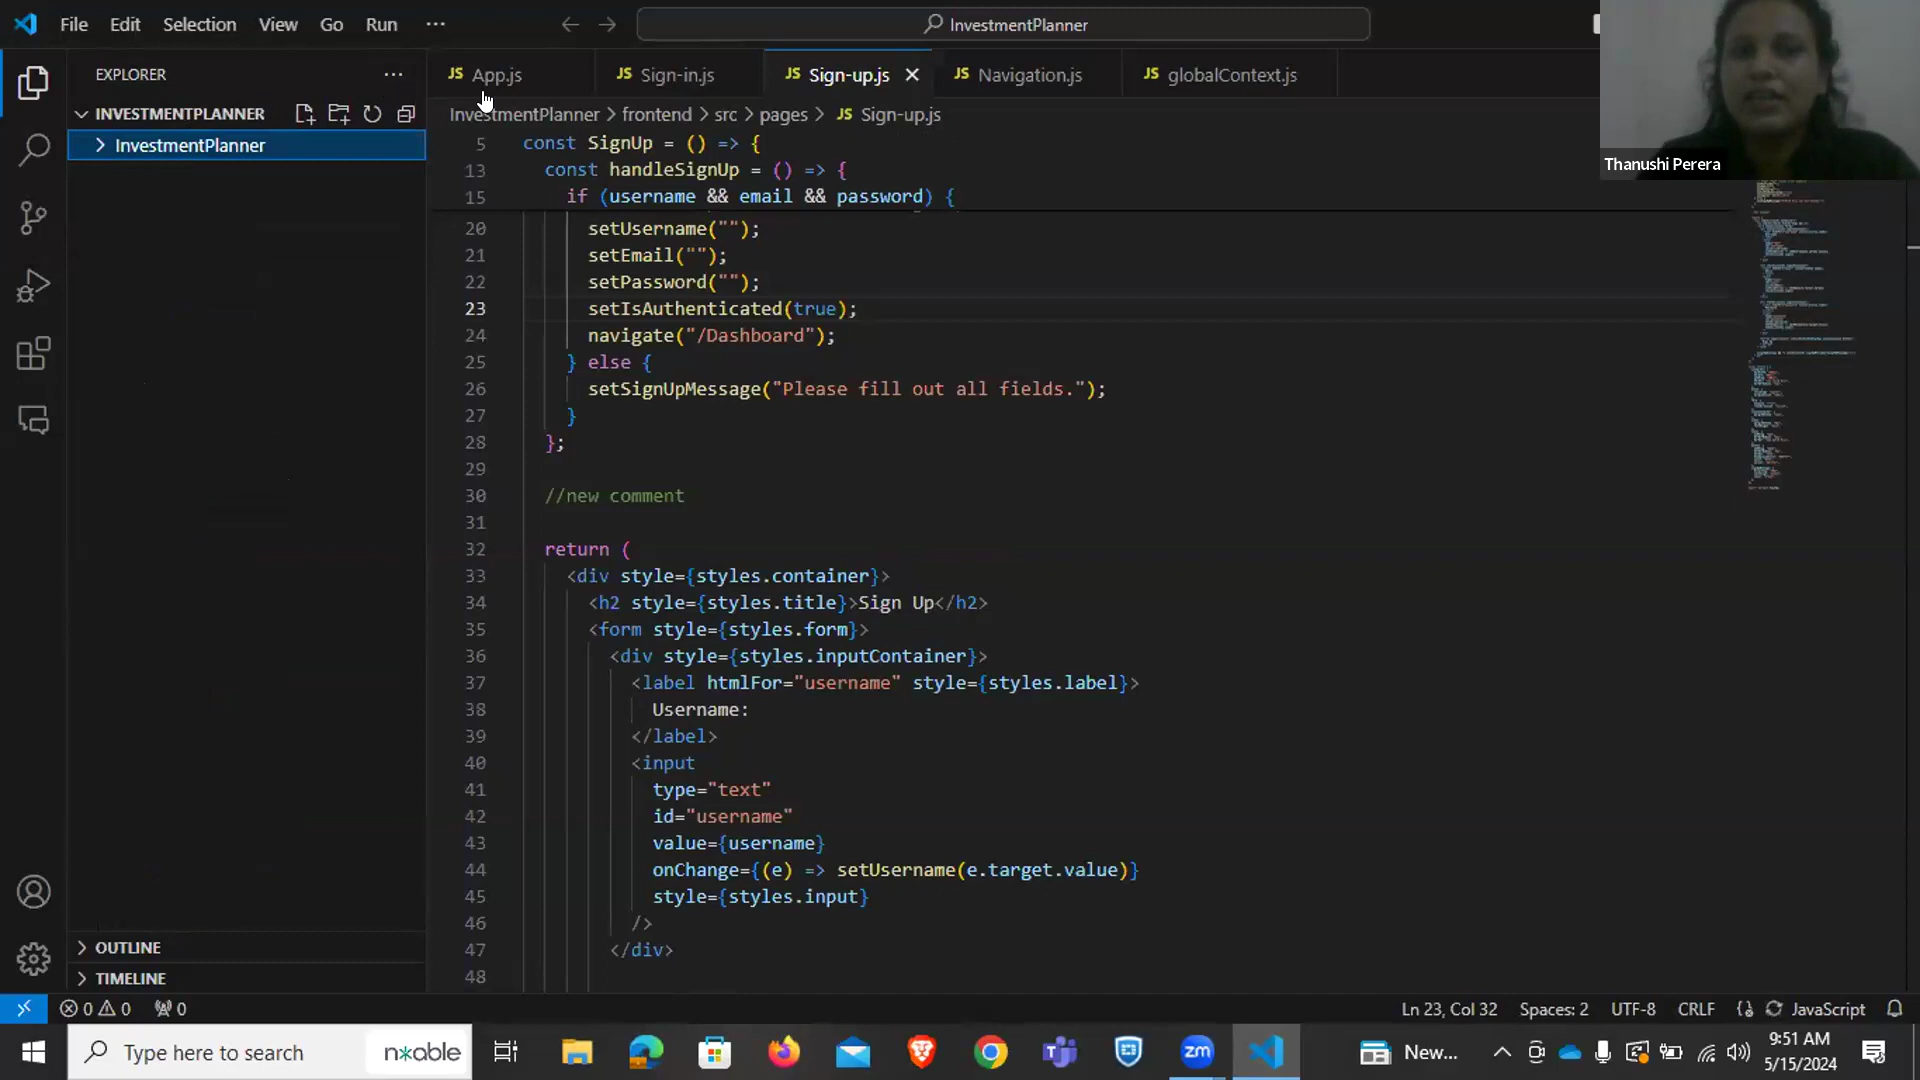 File Edit Selection View Go Run ···
InvestmentPlanner
EXPLORER
INVESTMENTPLANNER
InvestmentPlanner
OUTLINE
TIMELINE
JS App.js
JS Sign-in.js
JS Sign-up.js
JS Navigation.js
JS globalContext.js
InvestmentPlanner > frontend > src > pages > JS Sign-up.js
Thanushi Perera
5 const SignUp = () => {
13 const handleSignUp = () => {
15 if (username && email && password) {
20 setUsername("");
21 setEmail("");
22 setPassword("");
23 setIsAuthenticated(true);
24 navigate("/Dashboard");
25 } else {
26 setSignUpMessage("Please fill out all fields.");
27 }
28 };
29
30 //new comment
31
32 return (
33 <div style={styles.container}>
34 <h2 style={styles.title}>Sign Up</h2>
35 <form style={styles.form}>
36 <div style={styles.inputContainer}>
37 <label htmlFor="username" style={styles.label}>
38 Username:
39 </label>
40 <input
41 type="text"
42 id="username"
43 value={username}
44 onChange={(e) => setUsername(e.target.value)}
45 style={styles.input}
46 />
47 </div>
48
0 0 0
Ln 23, Col 32 Spaces: 2 UTF-8 CRLF {} JavaScript
Type here to search
n×able
zm
New...
9:51 AM
5/15/2024